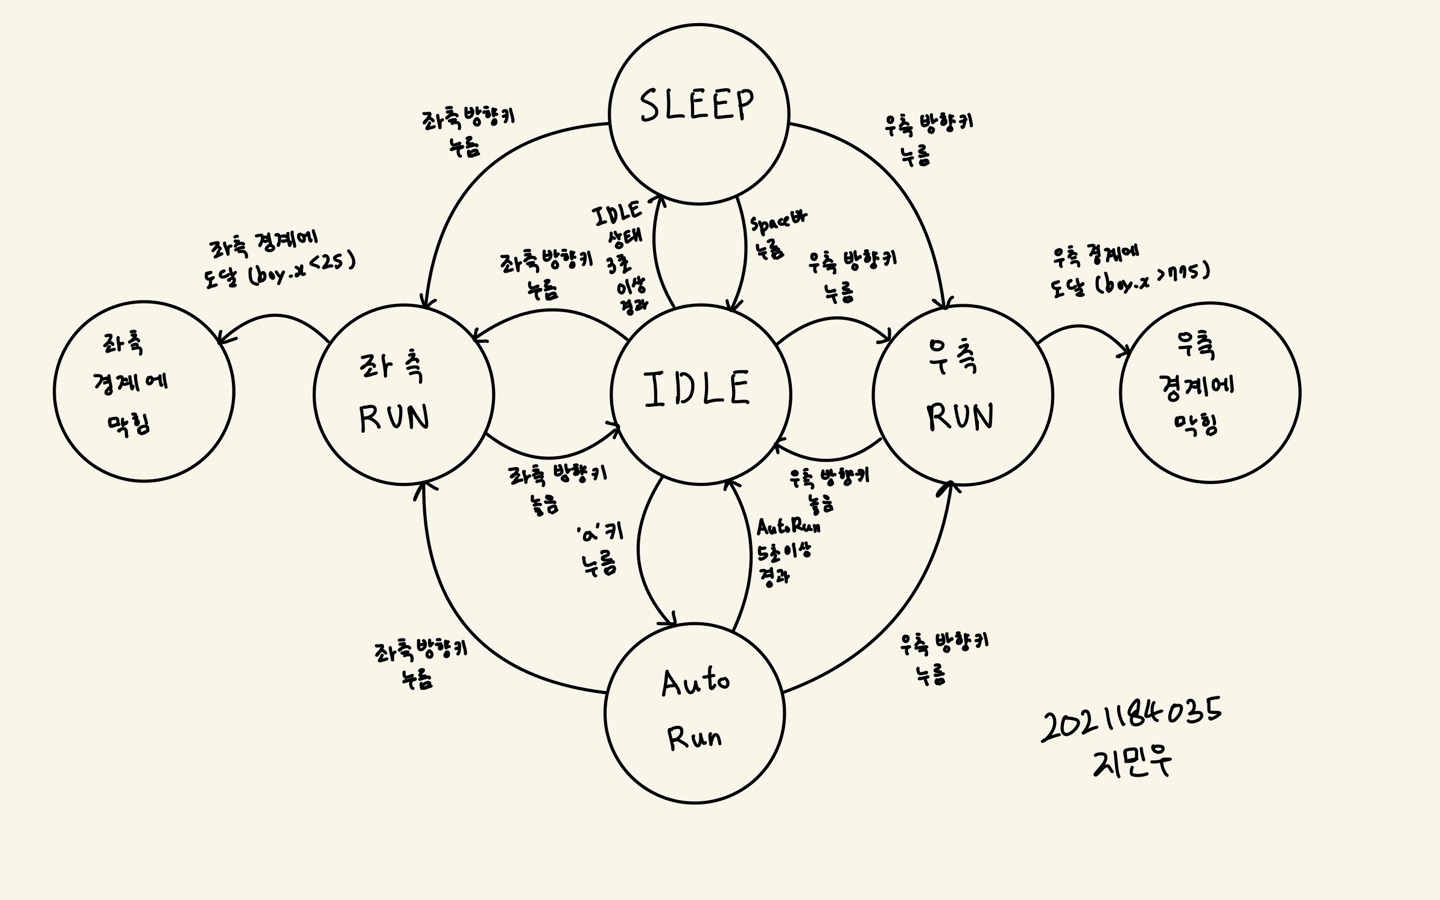 SLEEP
좌측 방향키
누름
우측 방향키
누름
IDLE
상태
3초
이상
경과
Space바
누름
좌측 경계에
도달 (boy.x <25)
좌측 방향키
누름
우측 방향키
누름
우측 경계에
도달 (boy.x >775)
좌측
경계에
막힘
좌측
RUN
IDLE
우측
RUN
우측
경계에
막힘
좌측 방향키
놓음
우측 방향키
놓음
'a'키
누름
AutoRun
5초이상
경과
좌측 방향키
누름
우측 방향키
누름
Auto
Run
2021184035
지민우